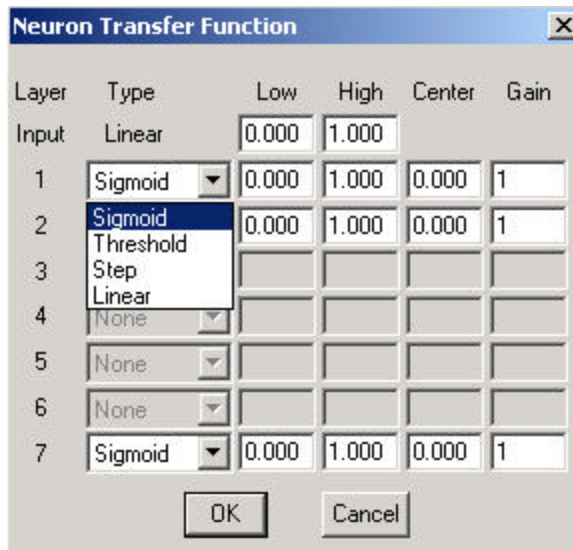 Neuron Transfer Function
Layer Type Low High Center Gain
Input Linear 0.000 1.000
1 Sigmoid 0.000 1.000 0.000 1
2 Sigmoid 0.000 1.000 0.000 1
Threshold
3 Step
Linear
4 None
5 None
6 None
7 Sigmoid 0.000 1.000 0.000 1
OK Cancel